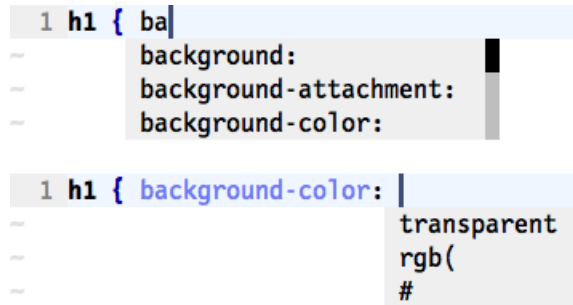 1 h1 { ba
~ background:
~ background-attachment:
~ background-color:
1 h1 { background-color:
~ transparent
~ rgb(
~ #